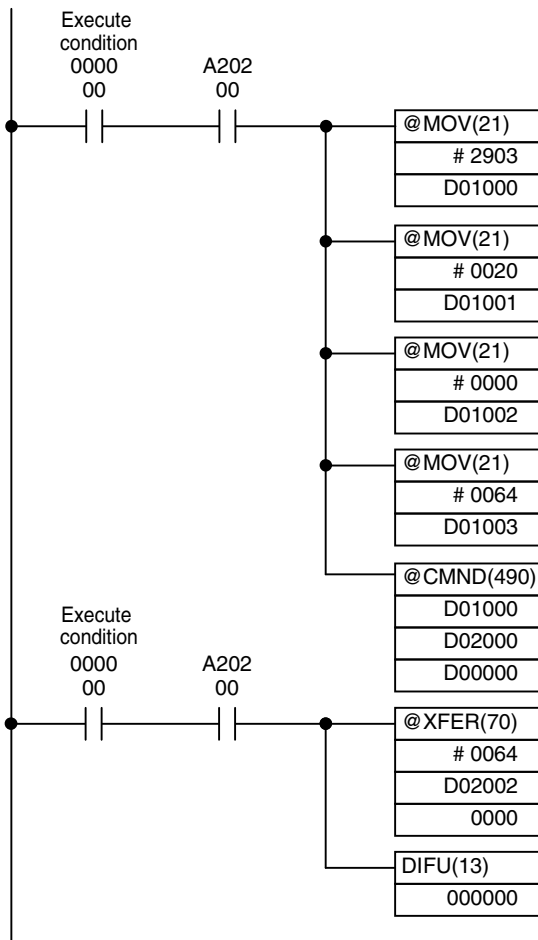 Execute
condition
0000
00
A202
00
@MOV(21)
# 2903
D01000
@MOV(21)
# 0020
D01001
@MOV(21)
# 0000
D01002
@MOV(21)
# 0064
D01003
@CMND(490)
D01000
D02000
D00000
Execute
condition
0000
00
A202
00
@XFER(70)
# 0064
D02002
0000
DIFU(13)
000000